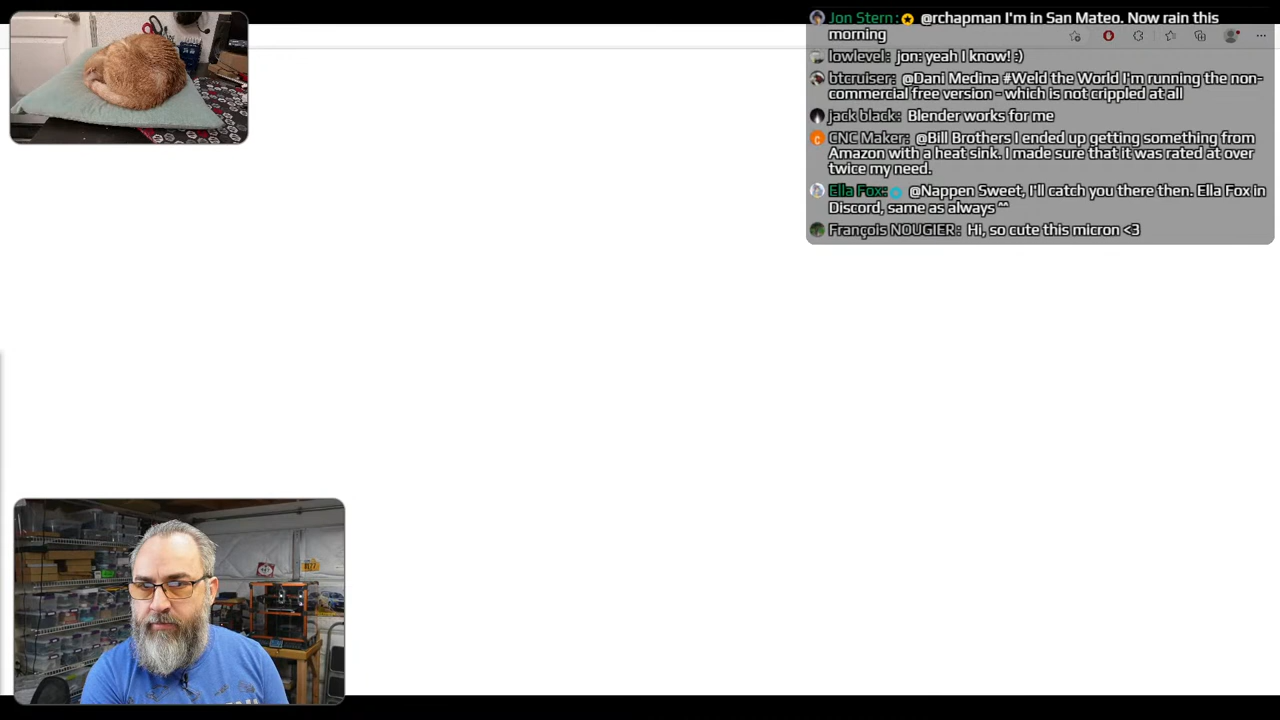 Jon Stern: @rchapman I'm in San Mateo. Now rain this
morning
lowlevel: jon: yeah I know! :)
btcruiser: @Dani Medina #Weld the World I'm running the non-
commercial free version - which is not crippled at all
jack black: Blender works for me
CNC Maker: @Bill Brothers I ended up getting something from
Amazon with a heat sink. I made sure that it was rated at over
twice my need.
Ella Fox: @Nappen Sweet, I'll catch you there then. Ella Fox in
Discord, same as always ^^
François NOUGIER: Hi, so cute this micron <3